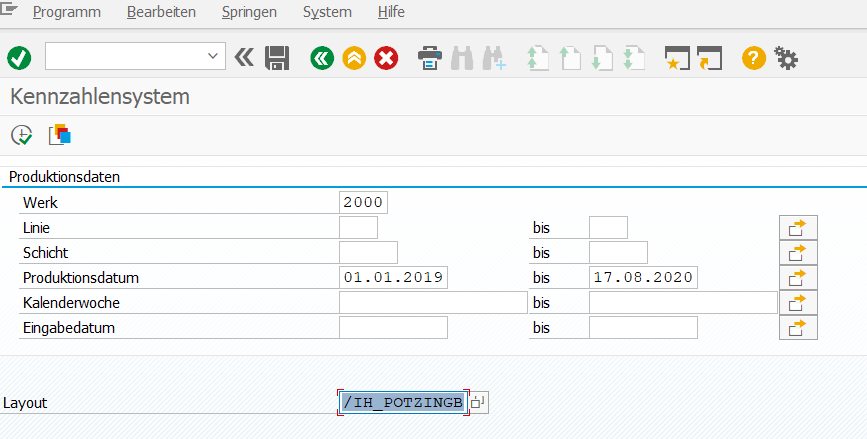 Programm Bearbeiten Springen System Hilfe
Kennzahlensystem
Produktionsdaten
Werk 2000
Linie bis
Schicht bis
Produktionsdatum 01.01.2019 bis 17.08.2020
Kalenderwoche bis
Eingabedatum bis
Layout /IH_POTZINGB